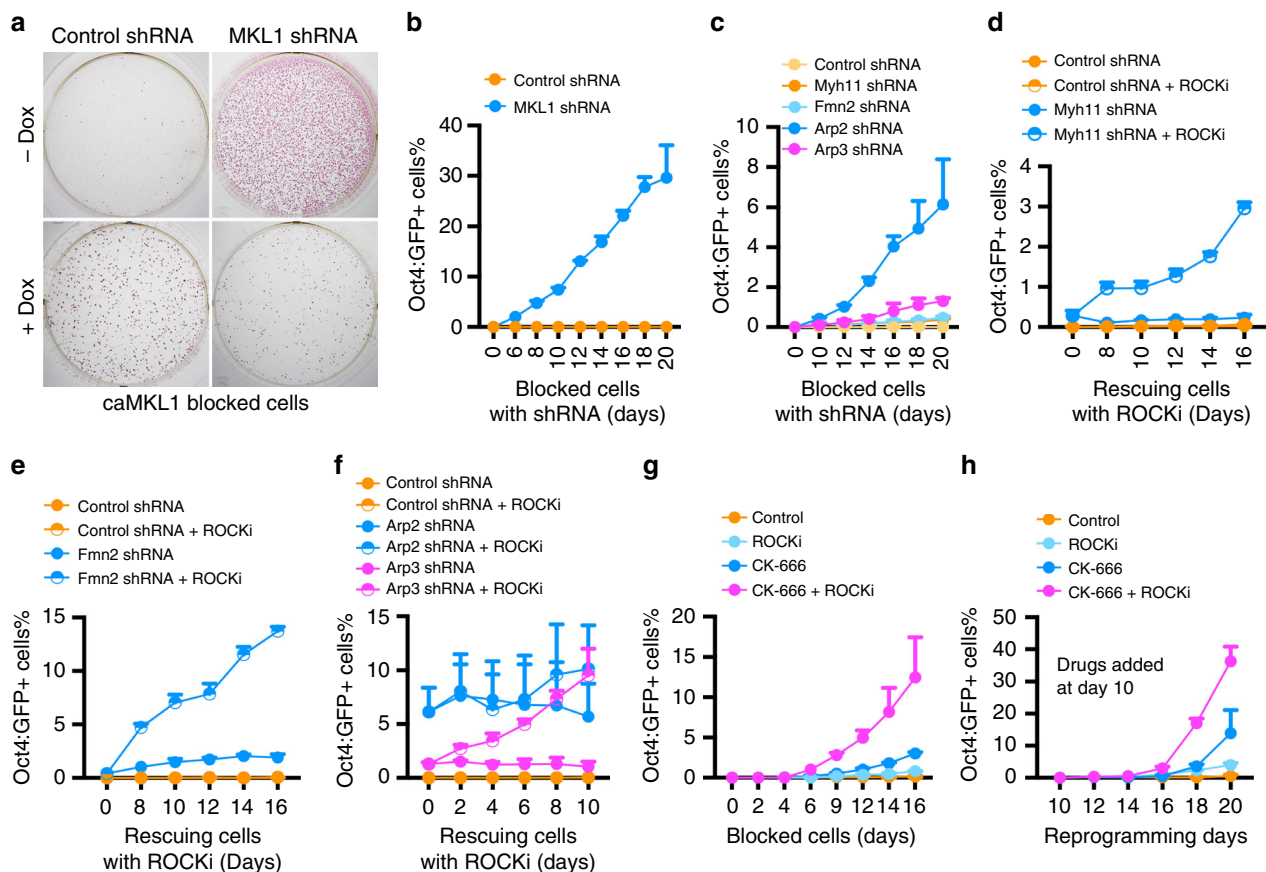 a
Control shRNA
MKL1 shRNA
– Dox
+ Dox
caMKL1 blocked cells
b
Control shRNA
MKL1 shRNA
Oct4:GFP+ cells%
40
30
20
10
0
0 6 8 10 12 14 16 18 20
Blocked cells
with shRNA (days)
c
Control shRNA
Myh11 shRNA
Fmn2 shRNA
Arp2 shRNA
Arp3 shRNA
Oct4:GFP+ cells%
10
8
6
4
2
0
0 10 12 14 16 18 20
Blocked cells
with shRNA (days)
d
Control shRNA
Control shRNA + ROCKi
Myh11 shRNA
Myh11 shRNA + ROCKi
Oct4:GFP+ cells%
4
3
2
1
0
0 8 10 12 14 16
Rescuing cells
with ROCKi (Days)
e
Control shRNA
Control shRNA + ROCKi
Fmn2 shRNA
Fmn2 shRNA + ROCKi
Oct4:GFP+ cells%
15
10
5
0
0 8 10 12 14 16
Rescuing cells
with ROCKi (Days)
f
Control shRNA
Control shRNA + ROCKi
Arp2 shRNA
Arp2 shRNA + ROCKi
Arp3 shRNA
Arp3 shRNA + ROCKi
Oct4:GFP+ cells%
15
10
5
0
0 2 4 6 8 10
Rescuing cells
with ROCKi (days)
g
Control
ROCKi
CK-666
CK-666 + ROCKi
Oct4:GFP+ cells%
20
15
10
5
0
0 2 4 6 9 12 14 16
Blocked cells (days)
h
Control
ROCKi
CK-666
CK-666 + ROCKi
Drugs added
at day 10
Oct4:GFP+ cells%
50
40
30
20
10
0
10 12 14 16 18 20
Reprogramming days